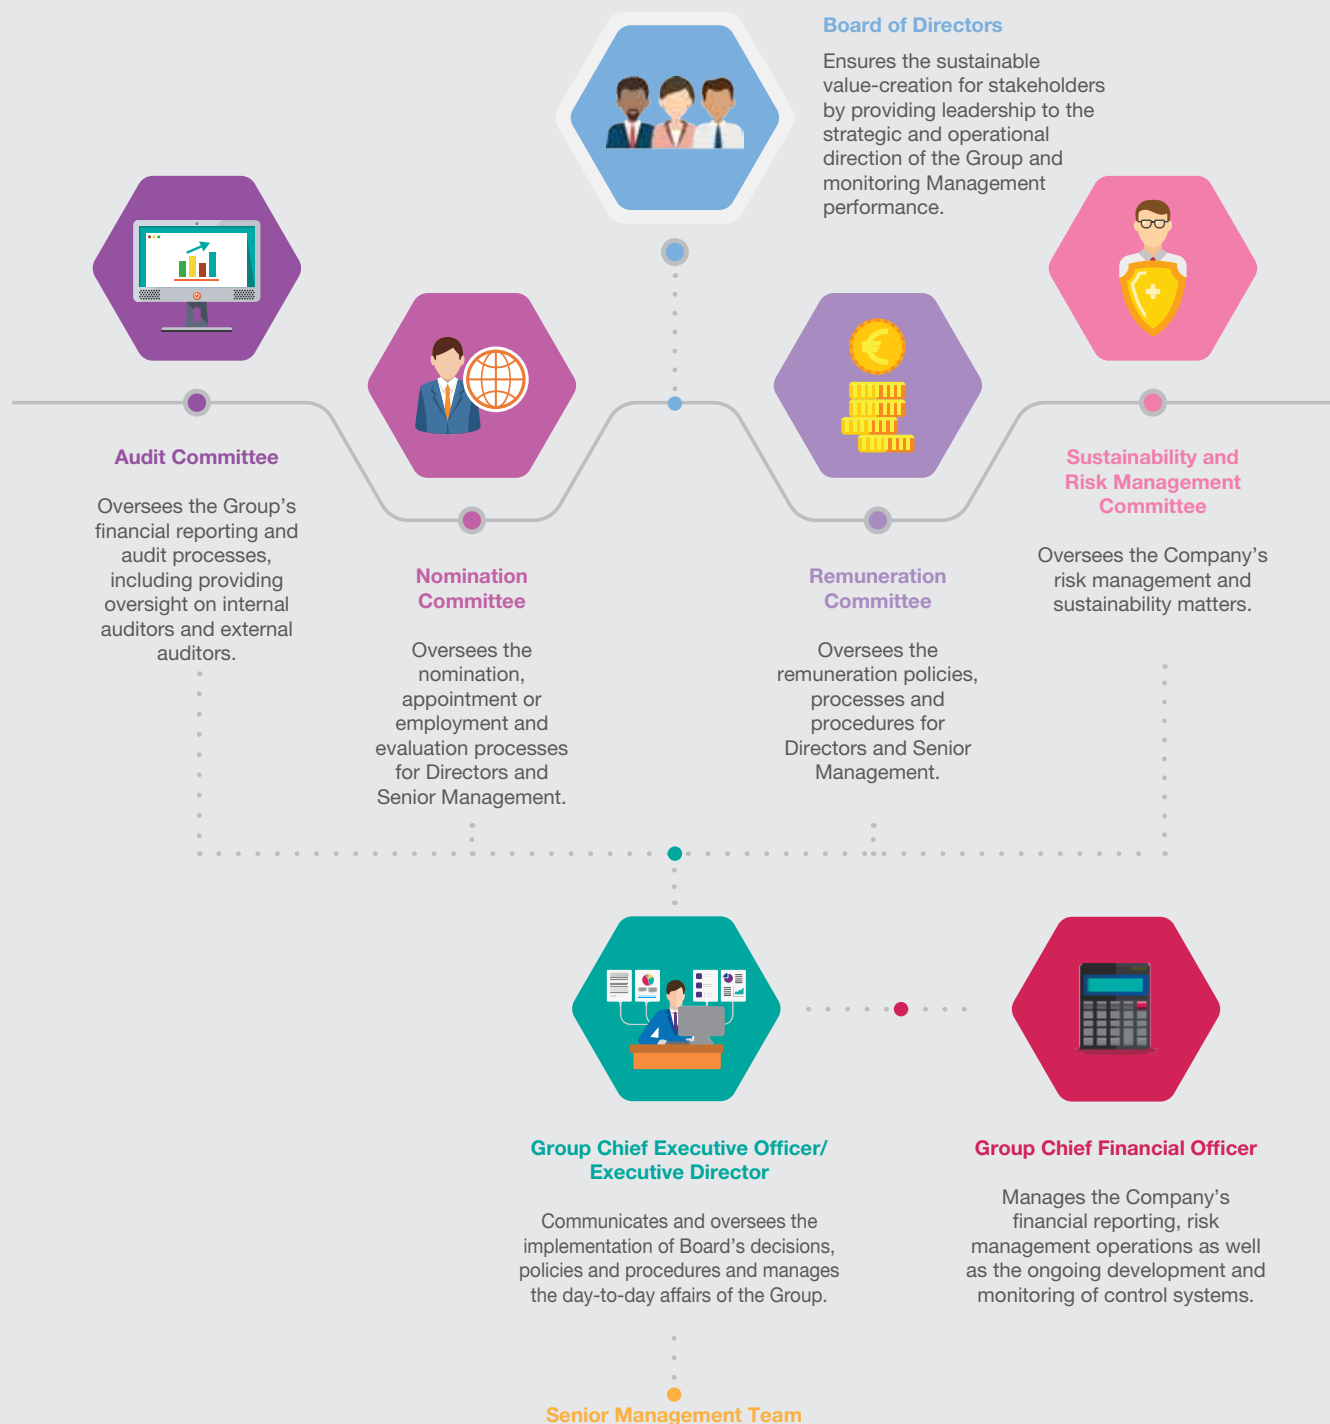 Board of Directors
Ensures the sustainable
value-creation for stakeholders
by providing leadership to the
strategic and operational
direction of the Group and
monitoring Management
performance.
Audit Committee
Oversees the Group’s
financial reporting and
audit processes,
including providing
oversight on internal
auditors and external
auditors.
Nomination
Committee
Oversees the
nomination,
appointment or
employment and
evaluation processes
for Directors and
Senior Management.
Remuneration
Committee
Oversees the
remuneration policies,
processes and
procedures for
Directors and Senior
Management.
Sustainability and
Risk Management
Committee
Oversees the Company’s
risk management and
sustainability matters.
Group Chief Executive Officer/
Executive Director
Communicates and oversees the
implementation of Board’s decisions,
policies and procedures and manages
the day-to-day affairs of the Group.
Group Chief Financial Officer
Manages the Company’s
financial reporting, risk
management operations as well
as the ongoing development and
monitoring of control systems.
Senior Management Team